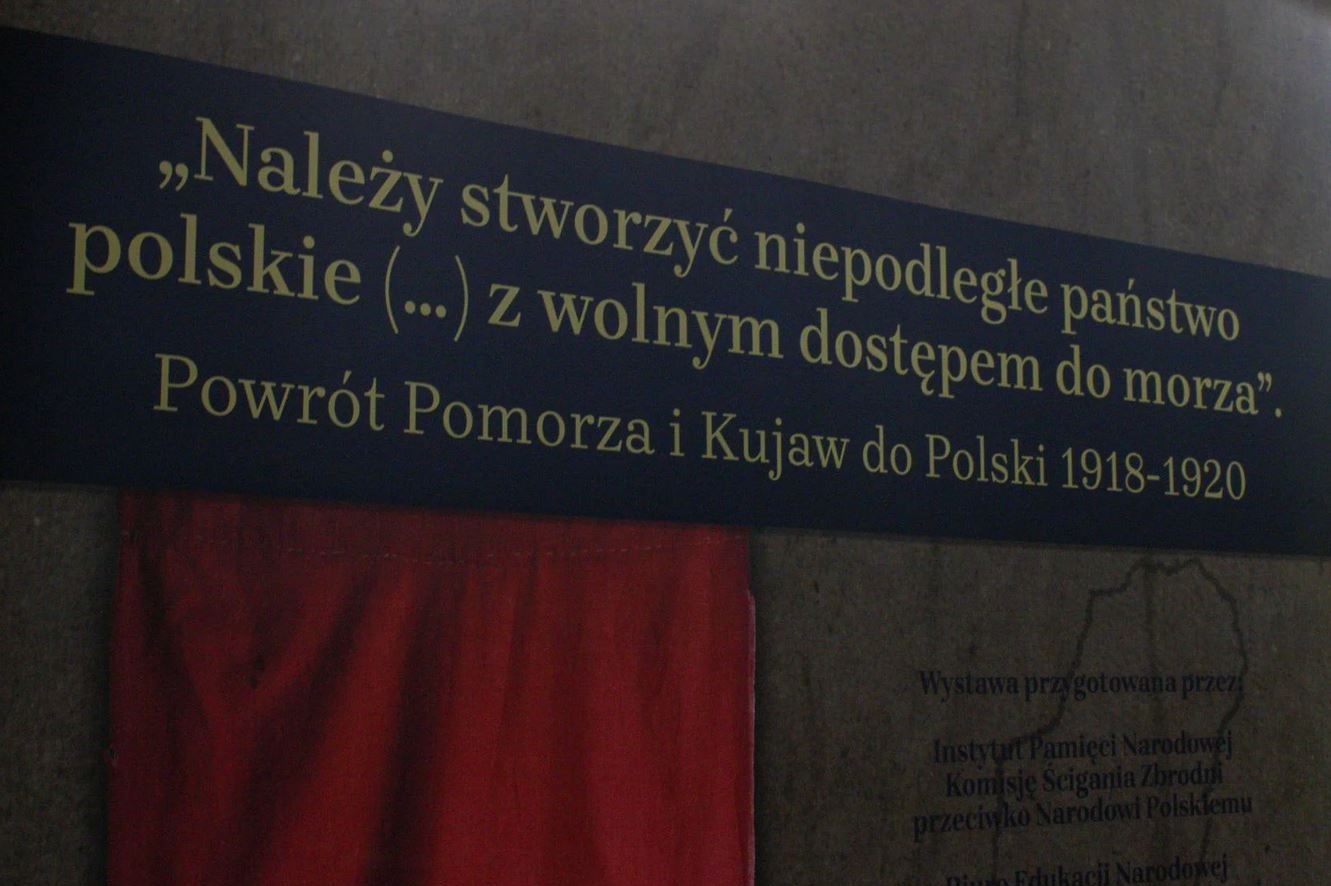 „Należy stworzyć niepodległe państwo
polskie (...) z wolnym dostępem do morza”.
Powrót Pomorza i Kujaw do Polski 1918-1920
Wystawa przygotowana przez:
Instytut Pamięci Narodowej
Komisję Ścigania Zbrodni
przeciwko Narodowi Polskiemu
Biuro Edukacji Narodowej